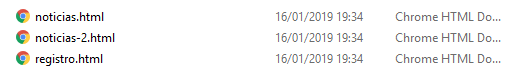 noticias.html 16/01/2019 19:34 Chrome HTML Do...
noticias-2.html 16/01/2019 19:34 Chrome HTML Do...
registro.html 16/01/2019 19:34 Chrome HTML Do...